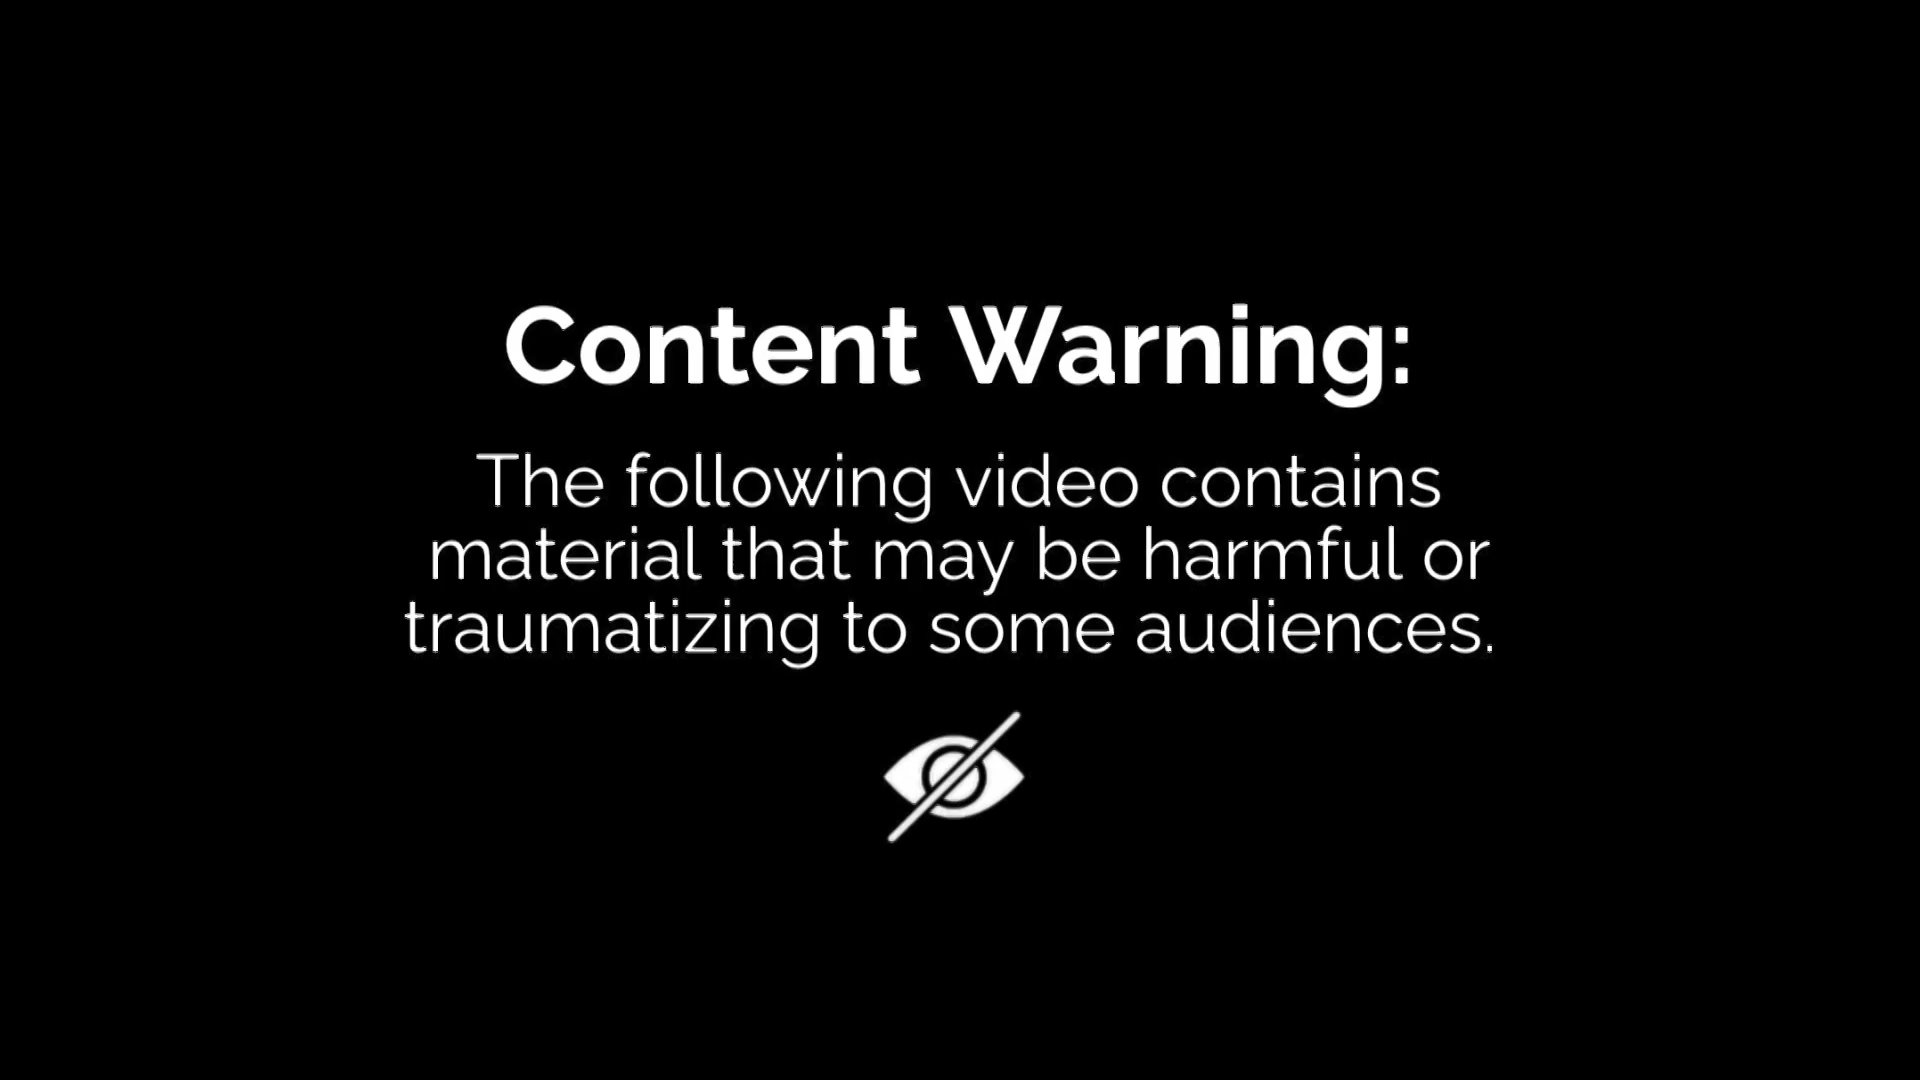 Content Warning:
The following video contains
material that may be harmful or
traumatizing to some audiences.